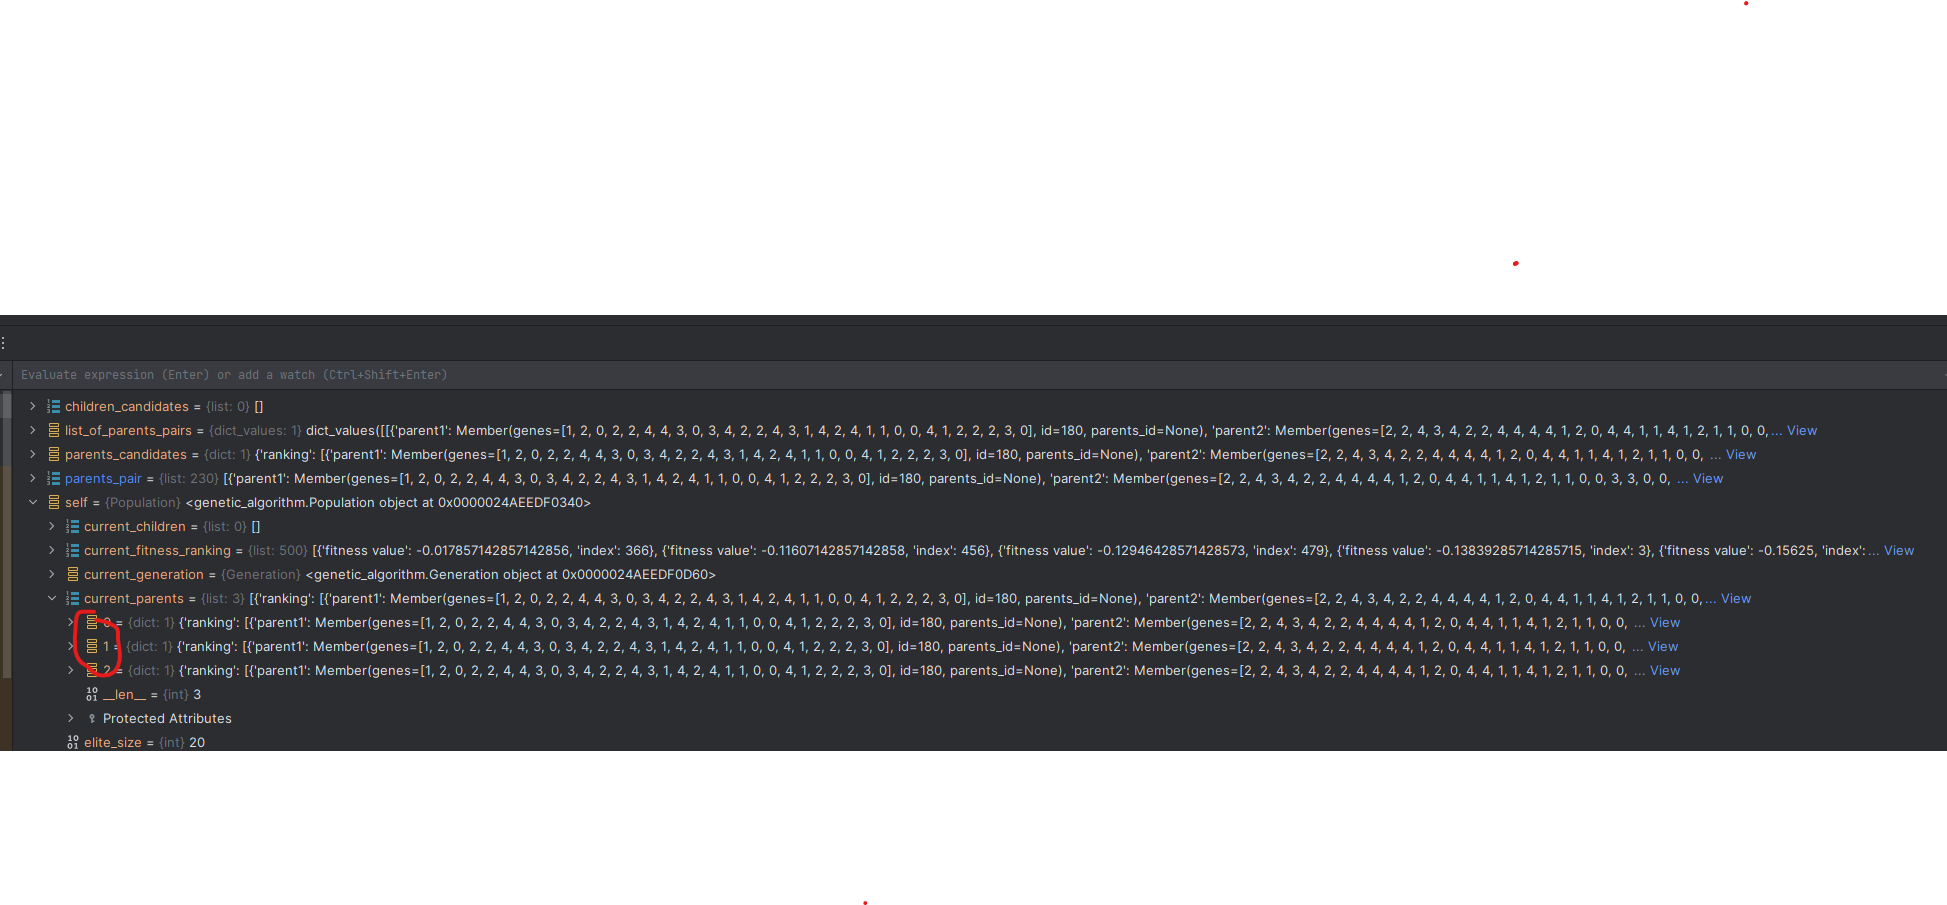 Evaluate expression (Enter) or add a watch (Ctrl+Shift+Enter)
children_candidates = {list: 0} []
list_of_parents_pairs = {dict_values: 1} dict_values([[{'parent1': Member(genes=[1, 2, 0, 2, 2, 4, 4, 3, 0, 3, 4, 2, 2, 4, 3, 1, 4, 2, 4, 1, 1, 0, 0, 4, 1, 2, 2, 2, 3, 0], id=180, parents_id=None), 'parent2': Member(genes=[2, 2, 4, 3, 4, 2, 2, 4, 4, 4, 4, 1, 2, 0, 4, 4, 1, 1, 4, 1, 2, 1, 1, 0, 0,... View
parents_candidates = {dict: 1} {'ranking': [{'parent1': Member(genes=[1, 2, 0, 2, 2, 4, 4, 3, 0, 3, 4, 2, 2, 4, 3, 1, 4, 2, 4, 1, 1, 0, 0, 4, 1, 2, 2, 2, 3, 0], id=180, parents_id=None), 'parent2': Member(genes=[2, 2, 4, 3, 4, 2, 2, 4, 4, 4, 4, 1, 2, 0, 4, 4, 1, 1, 4, 1, 2, 1, 1, 0, 0, ... View
parents_pair = {list: 230} [{'parent1': Member(genes=[1, 2, 0, 2, 2, 4, 4, 3, 0, 3, 4, 2, 2, 4, 3, 1, 4, 2, 4, 1, 1, 0, 0, 4, 1, 2, 2, 2, 3, 0], id=180, parents_id=None), 'parent2': Member(genes=[2, 2, 4, 3, 4, 2, 2, 4, 4, 4, 4, 1, 2, 0, 4, 4, 1, 1, 4, 1, 2, 1, 1, 0, 0, 3, 3, 0, 0, ... View
self = {Population} <genetic_algorithm.Population object at 0x0000024AEEDF0340>
current_children = {list: 0} []
current_fitness_ranking = {list: 500} [{'fitness value': -0.017857142857142856, 'index': 366}, {'fitness value': -0.11607142857142858, 'index': 456}, {'fitness value': -0.12946428571428573, 'index': 479}, {'fitness value': -0.13839285714285715, 'index': 3}, {'fitness value': -0.15625, 'index':... View
current_generation = {Generation} <genetic_algorithm.Generation object at 0x0000024AEEDF0D60>
current_parents = {list: 3} [{'ranking': [{'parent1': Member(genes=[1, 2, 0, 2, 2, 4, 4, 3, 0, 3, 4, 2, 2, 4, 3, 1, 4, 2, 4, 1, 1, 0, 0, 4, 1, 2, 2, 2, 3, 0], id=180, parents_id=None), 'parent2': Member(genes=[2, 2, 4, 3, 4, 2, 2, 4, 4, 4, 4, 1, 2, 0, 4, 4, 1, 1, 4, 1, 2, 1, 1, 0, 0,... View
0 = {dict: 1} {'ranking': [{'parent1': Member(genes=[1, 2, 0, 2, 2, 4, 4, 3, 0, 3, 4, 2, 2, 4, 3, 1, 4, 2, 4, 1, 1, 0, 0, 4, 1, 2, 2, 2, 3, 0], id=180, parents_id=None), 'parent2': Member(genes=[2, 2, 4, 3, 4, 2, 2, 4, 4, 4, 4, 1, 2, 0, 4, 4, 1, 1, 4, 1, 2, 1, 1, 0, 0, ... View
1 = {dict: 1} {'ranking': [{'parent1': Member(genes=[1, 2, 0, 2, 2, 4, 4, 3, 0, 3, 4, 2, 2, 4, 3, 1, 4, 2, 4, 1, 1, 0, 0, 4, 1, 2, 2, 2, 3, 0], id=180, parents_id=None), 'parent2': Member(genes=[2, 2, 4, 3, 4, 2, 2, 4, 4, 4, 4, 1, 2, 0, 4, 4, 1, 1, 4, 1, 2, 1, 1, 0, 0, ... View
2 = {dict: 1} {'ranking': [{'parent1': Member(genes=[1, 2, 0, 2, 2, 4, 4, 3, 0, 3, 4, 2, 2, 4, 3, 1, 4, 2, 4, 1, 1, 0, 0, 4, 1, 2, 2, 2, 3, 0], id=180, parents_id=None), 'parent2': Member(genes=[2, 2, 4, 3, 4, 2, 2, 4, 4, 4, 4, 1, 2, 0, 4, 4, 1, 1, 4, 1, 2, 1, 1, 0, 0, ... View
__len__ = {int} 3
Protected Attributes
elite_size = {int} 20